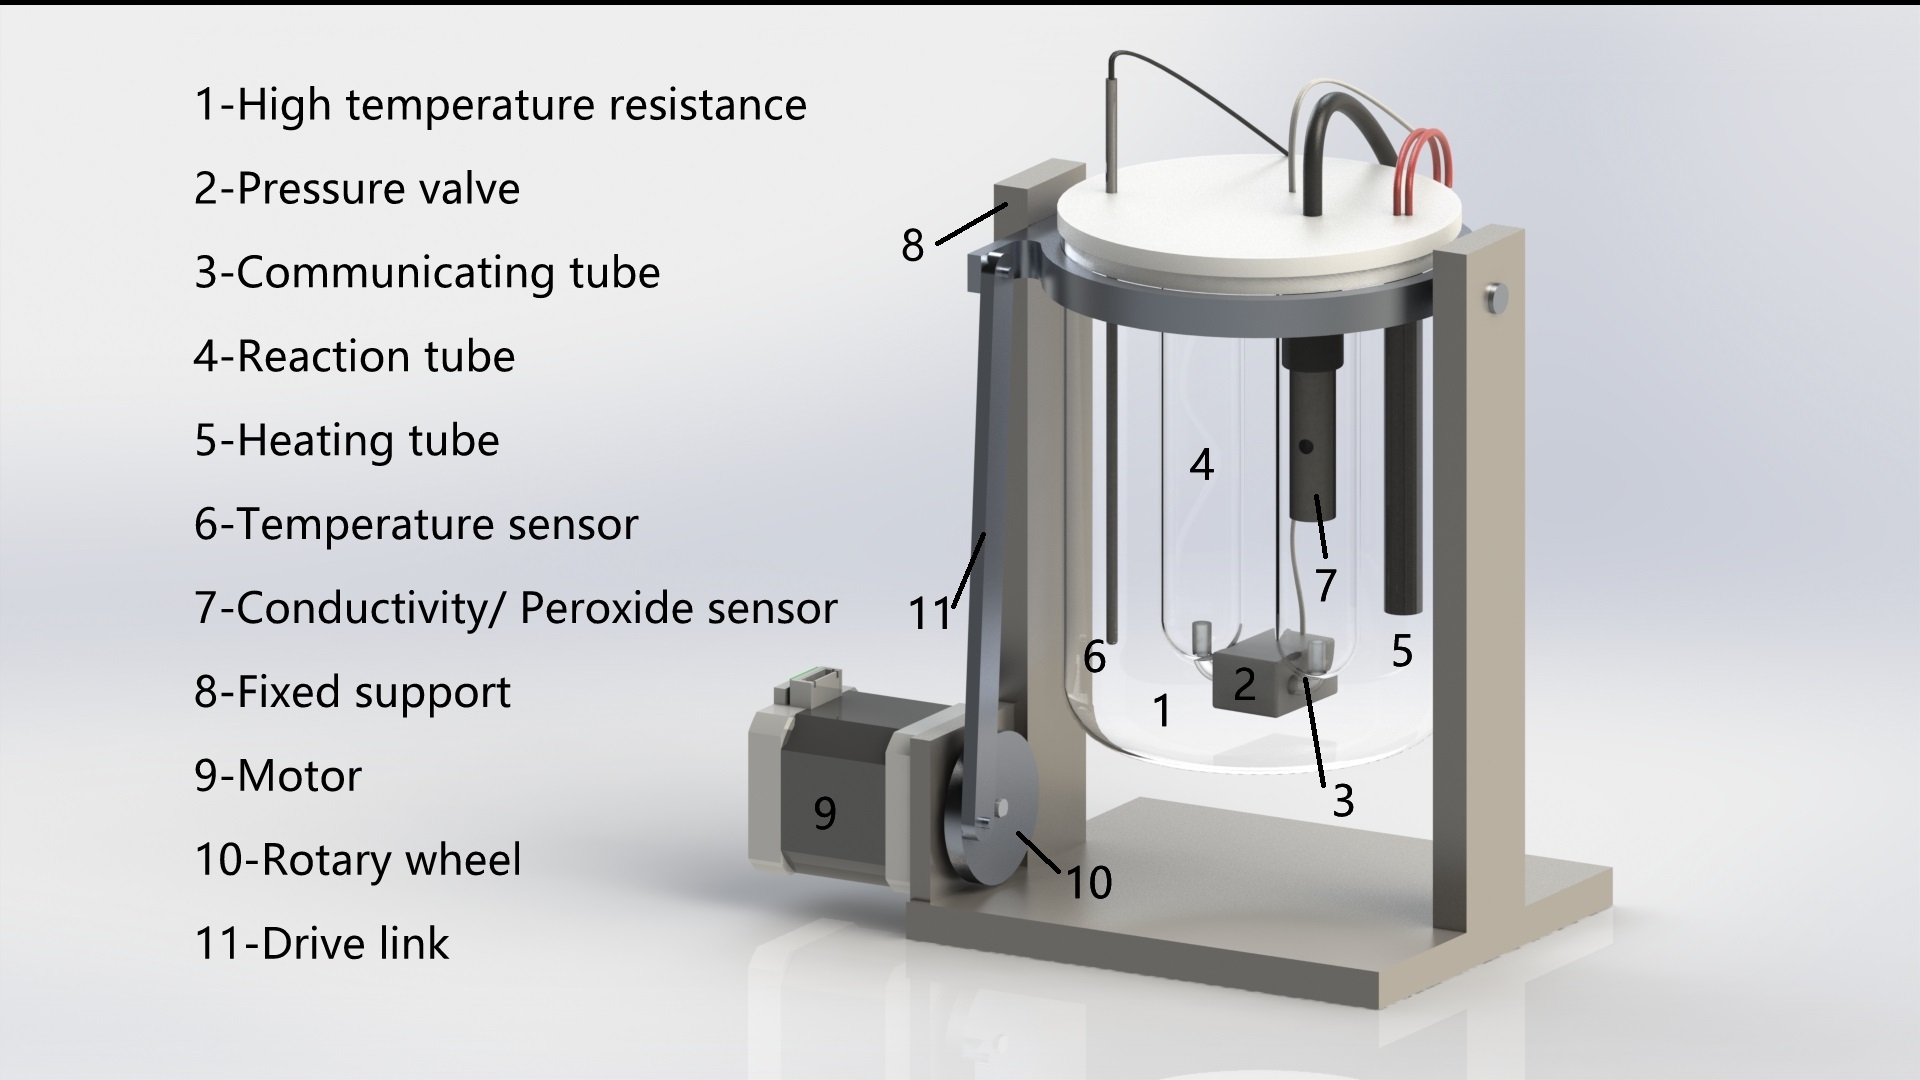 1-High temperature resistance
2-Pressure valve
3-Communicating tube
4-Reaction tube
5-Heating tube
6-Temperature sensor
7-Conductivity/ Peroxide sensor
8-Fixed support
9-Motor
10-Rotary wheel
11-Drive link
8
4
7
11
6
5
2
1
3
9
10